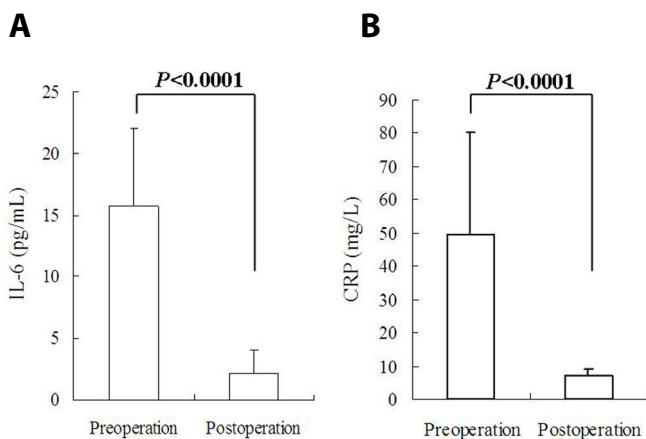 A
P<0.0001
25
20
15
10
5
0
IL-6 (pg/mL)
Preoperation Postoperation
B
P<0.0001
90
80
70
60
50
40
30
20
10
0
CRP (mg/L)
Preoperation Postoperation